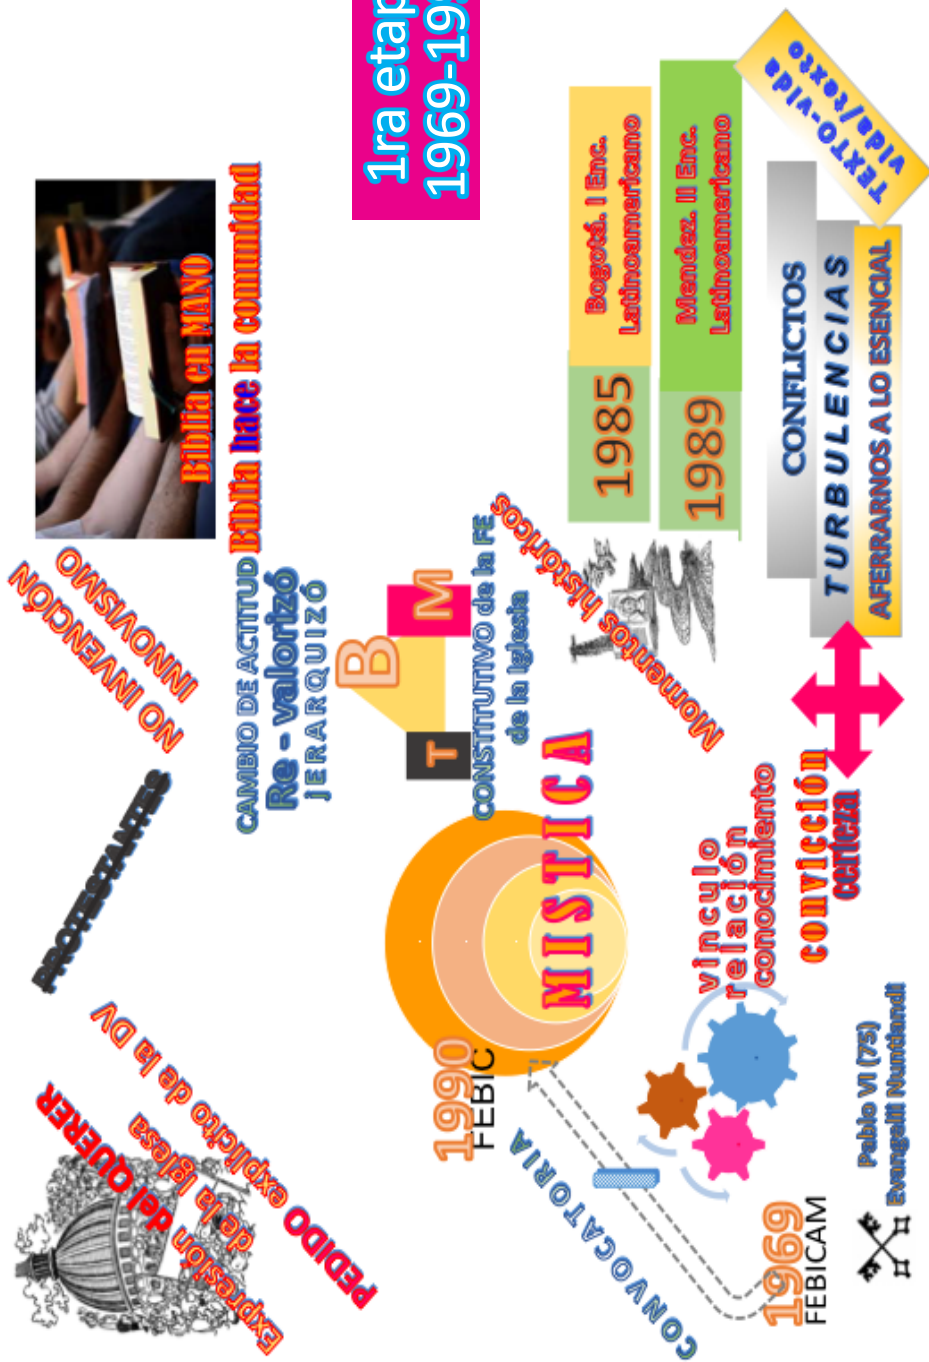 Expresión del QUERER
de la Iglesa
PEDIDO explícito de la DV
PROTESTANTES
NO INVENCIÓN
INNOVISMO
Biblia en MANO
Biblia hace la comunidad
CAMBIO DE ACTITUD
Re - valorizó
jERARQUIZÓ
B
T
M
1ra etap
1969-19
1990
FEBIC
CONSTITUTIVO de la FE
de la Iglesia
MISTICA
CONVOCATORIA
Momentos históricos
1985
Bogotá. I Enc.
Latinoamericano
1989
Mendez. II Enc.
Latinoamericano
vinculo
relación
conocimiento
1969
FEBICAM
convicción
certeza
CONFLICTOS
TURBULENCIAS
AFERRARNOS A LO ESENCIAL
TEXTO-vida
vida/texto
Pablo VI (75)
Evangelii Nuntiandi